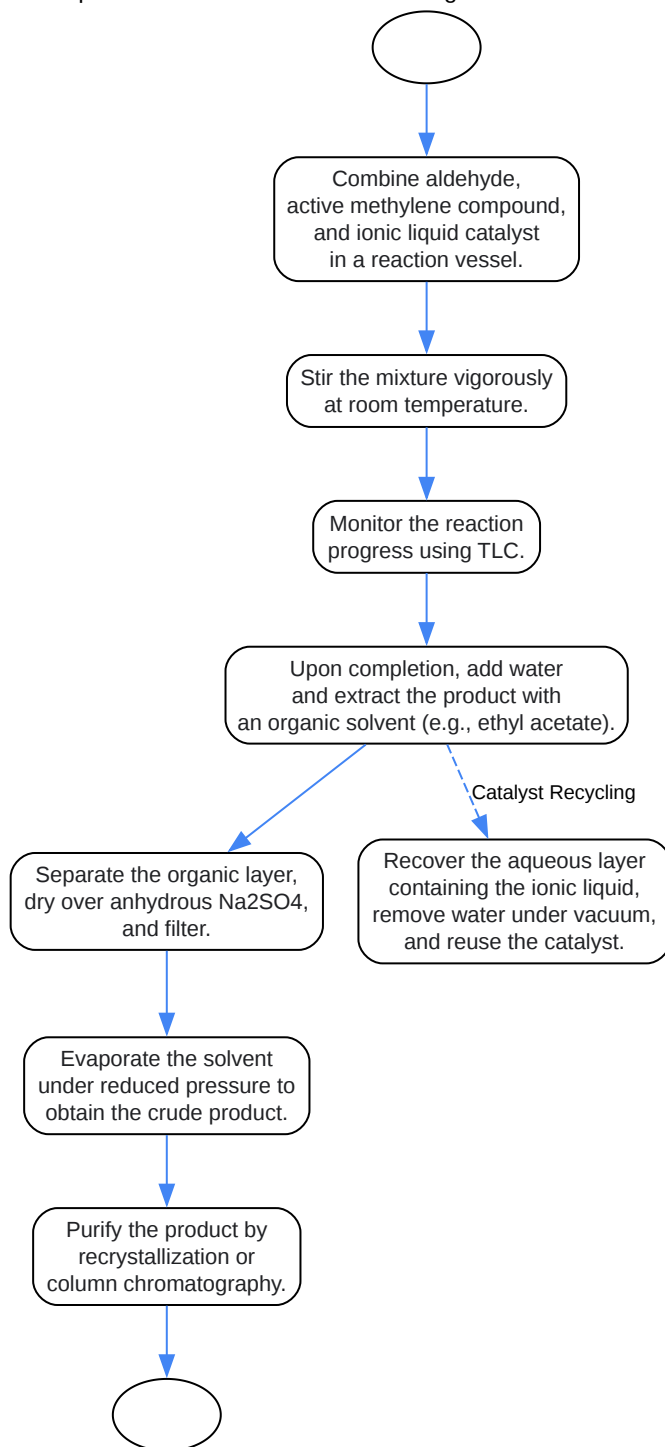 Combine aldehyde,
active methylene compound,
and ionic liquid catalyst
in a reaction vessel.
Stir the mixture vigorously
at room temperature.
Monitor the reaction
progress using TLC.
Upon completion, add water
and extract the product with
an organic solvent (e.g., ethyl acetate).
Catalyst Recycling
Separate the organic layer,
dry over anhydrous Na2SO4,
and filter.
Recover the aqueous layer
containing the ionic liquid,
remove water under vacuum,
and reuse the catalyst.
Evaporate the solvent
under reduced pressure to
obtain the crude product.
Purify the product by
recrystallization or
column chromatography.